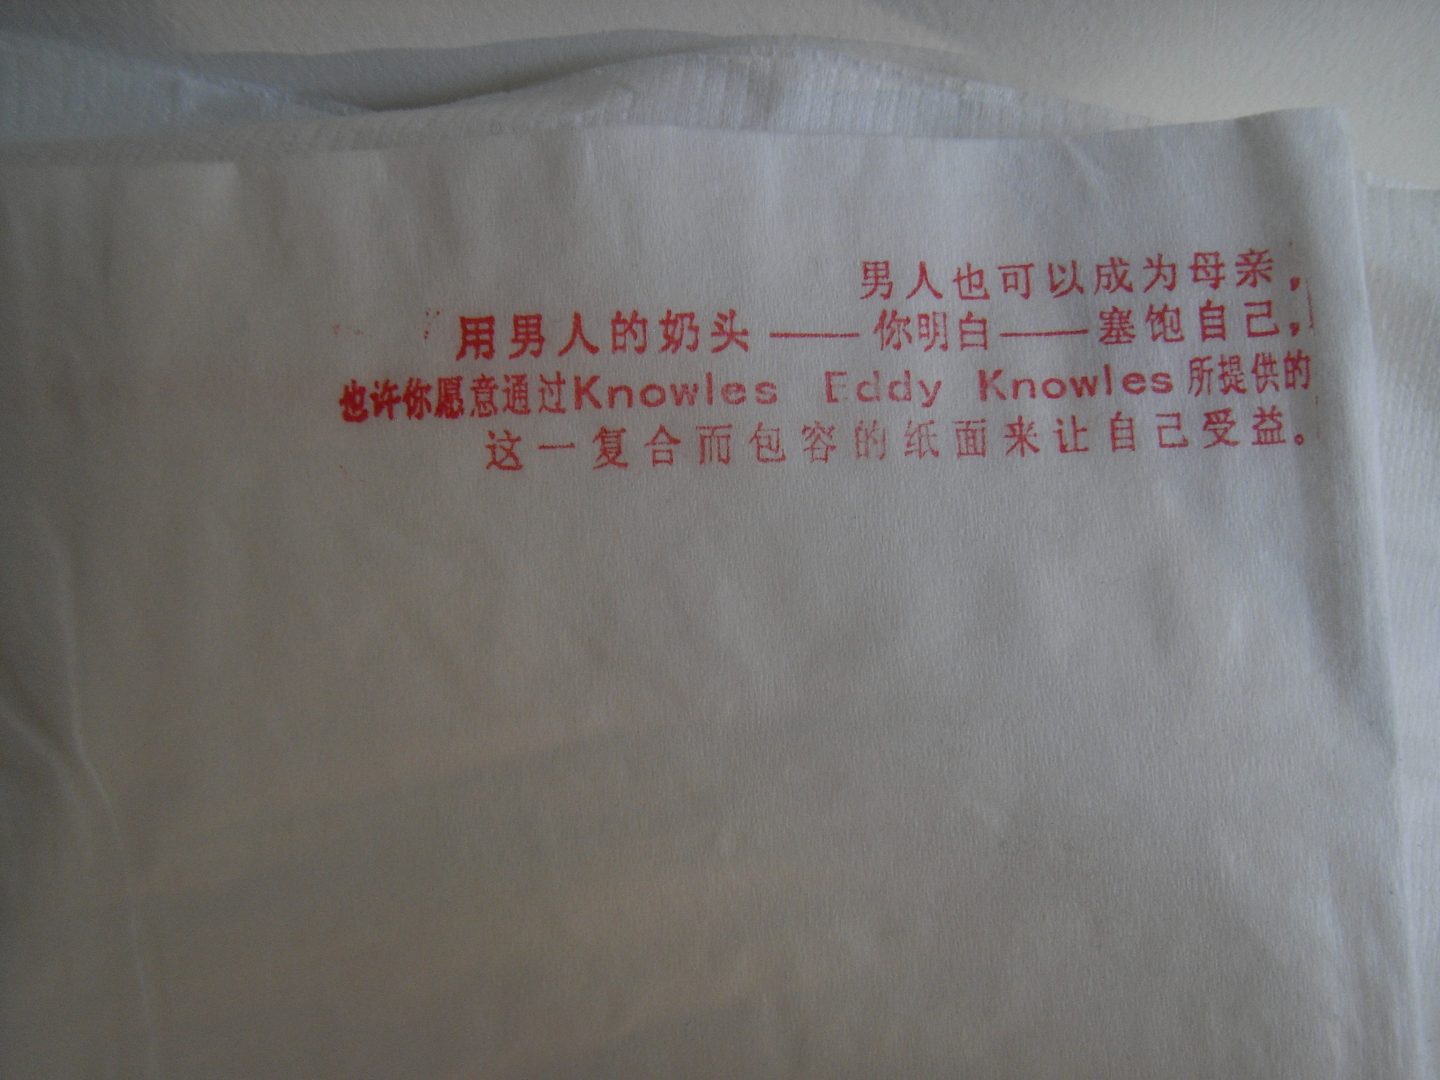 男人也可以成为母亲，
用男人的奶头——你明白——塞饱自己，
也许你愿意通过Knowles Eddy Knowles所提供的
这一复合而包容的纸面来让自己受益。